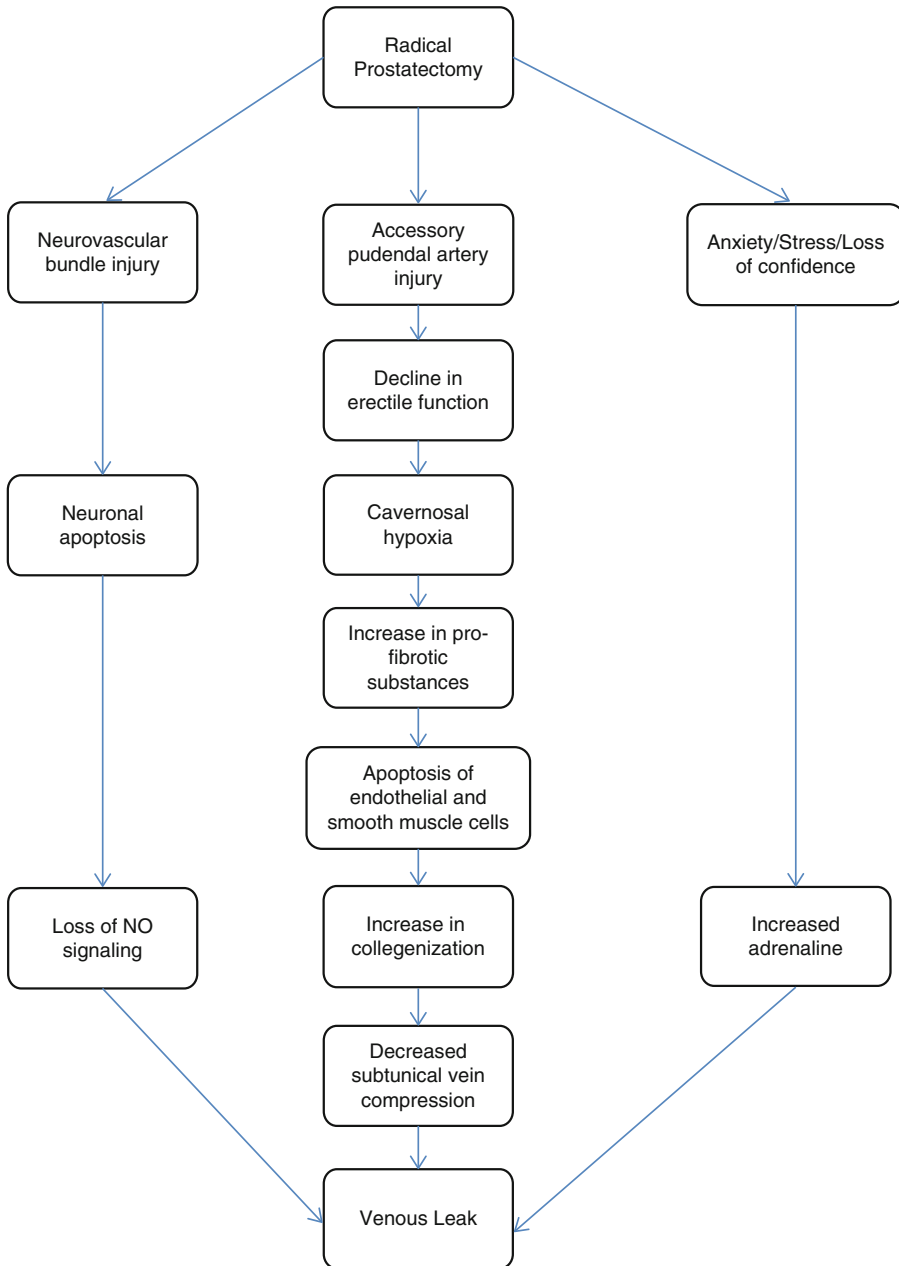 Radical
Prostatectomy
Neurovascular
bundle injury
Accessory
pudendal artery
injury
Anxiety/Stress/Loss
of confidence
Decline in
erectile function
Neuronal
apoptosis
Cavernosal
hypoxia
Increase in pro-
fibrotic
substances
Apoptosis of
endothelial and
smooth muscle cells
Loss of NO
signaling
Increase in
collegenization
Increased
adrenaline
Decreased
subtunical vein
compression
Venous Leak